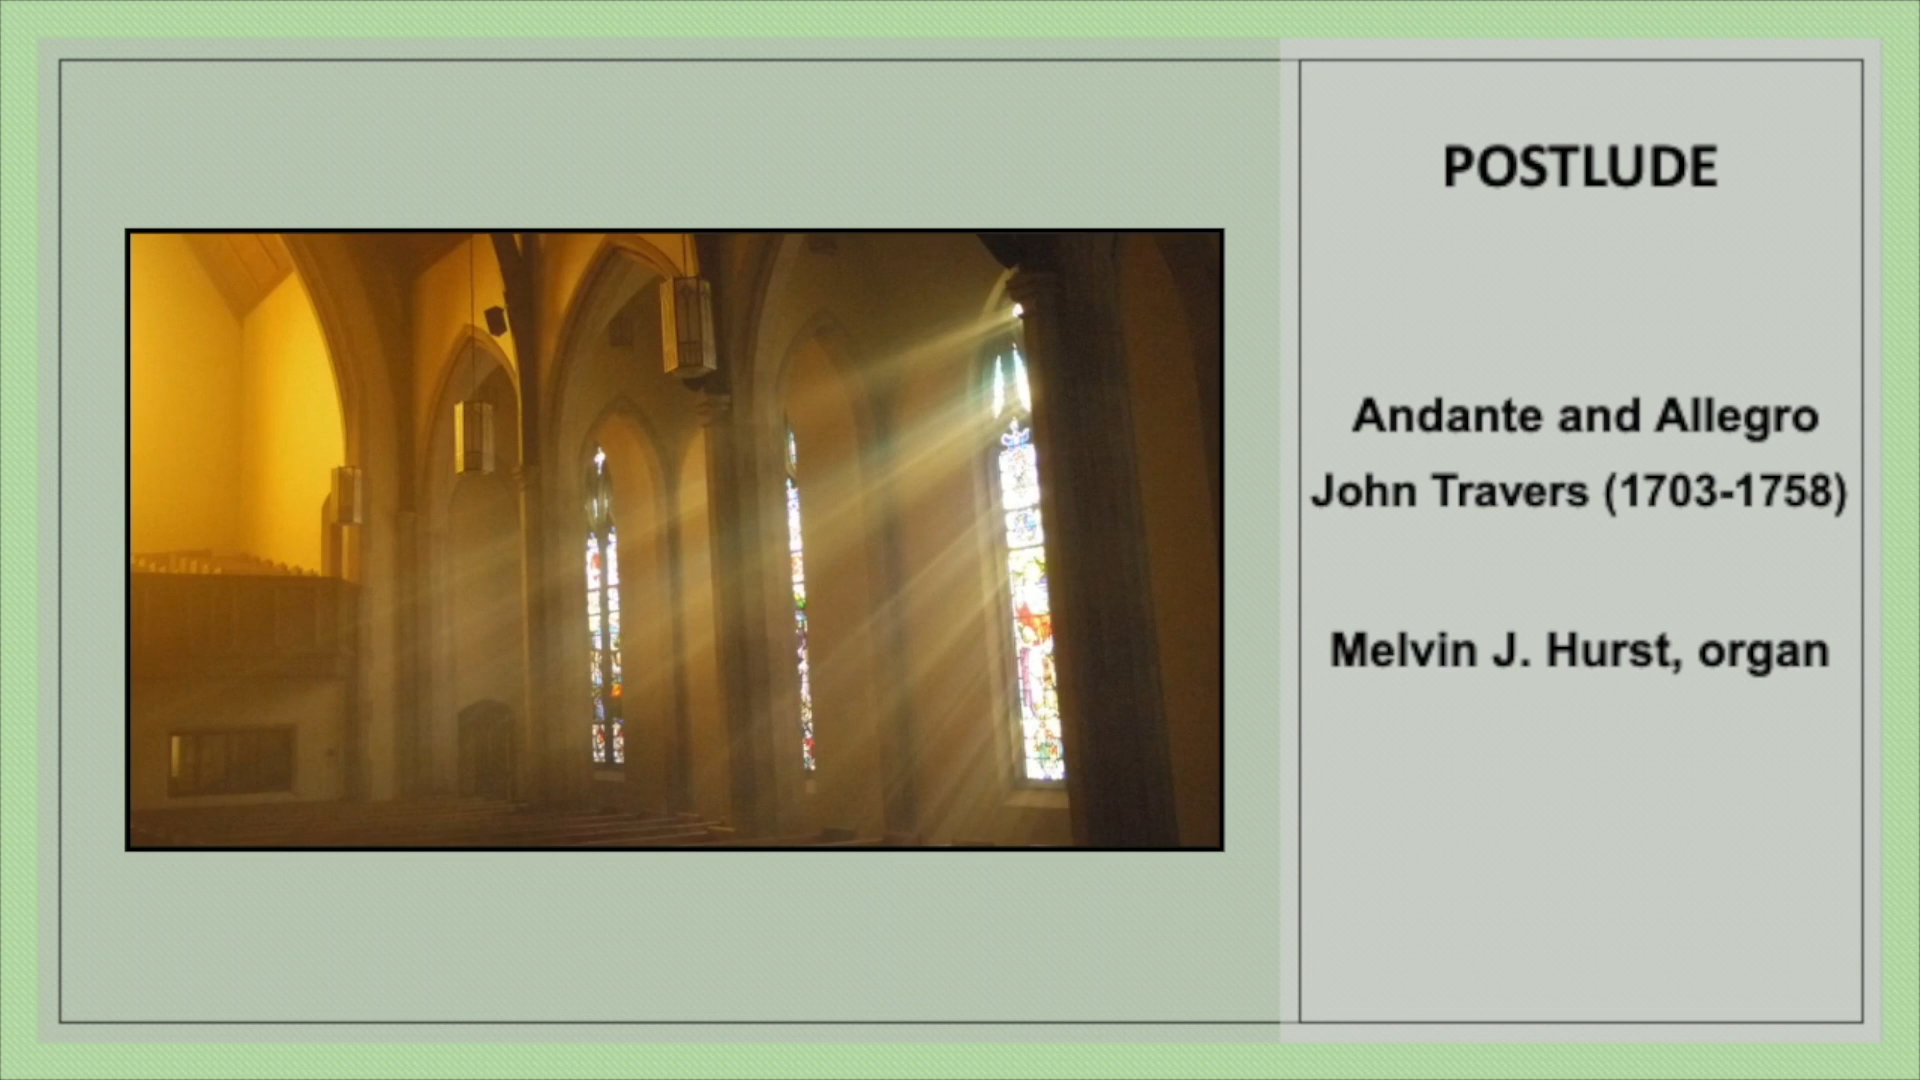 POSTLUDE
Andante and Allegro
John Travers (1703-1758)
Melvin J. Hurst, organ